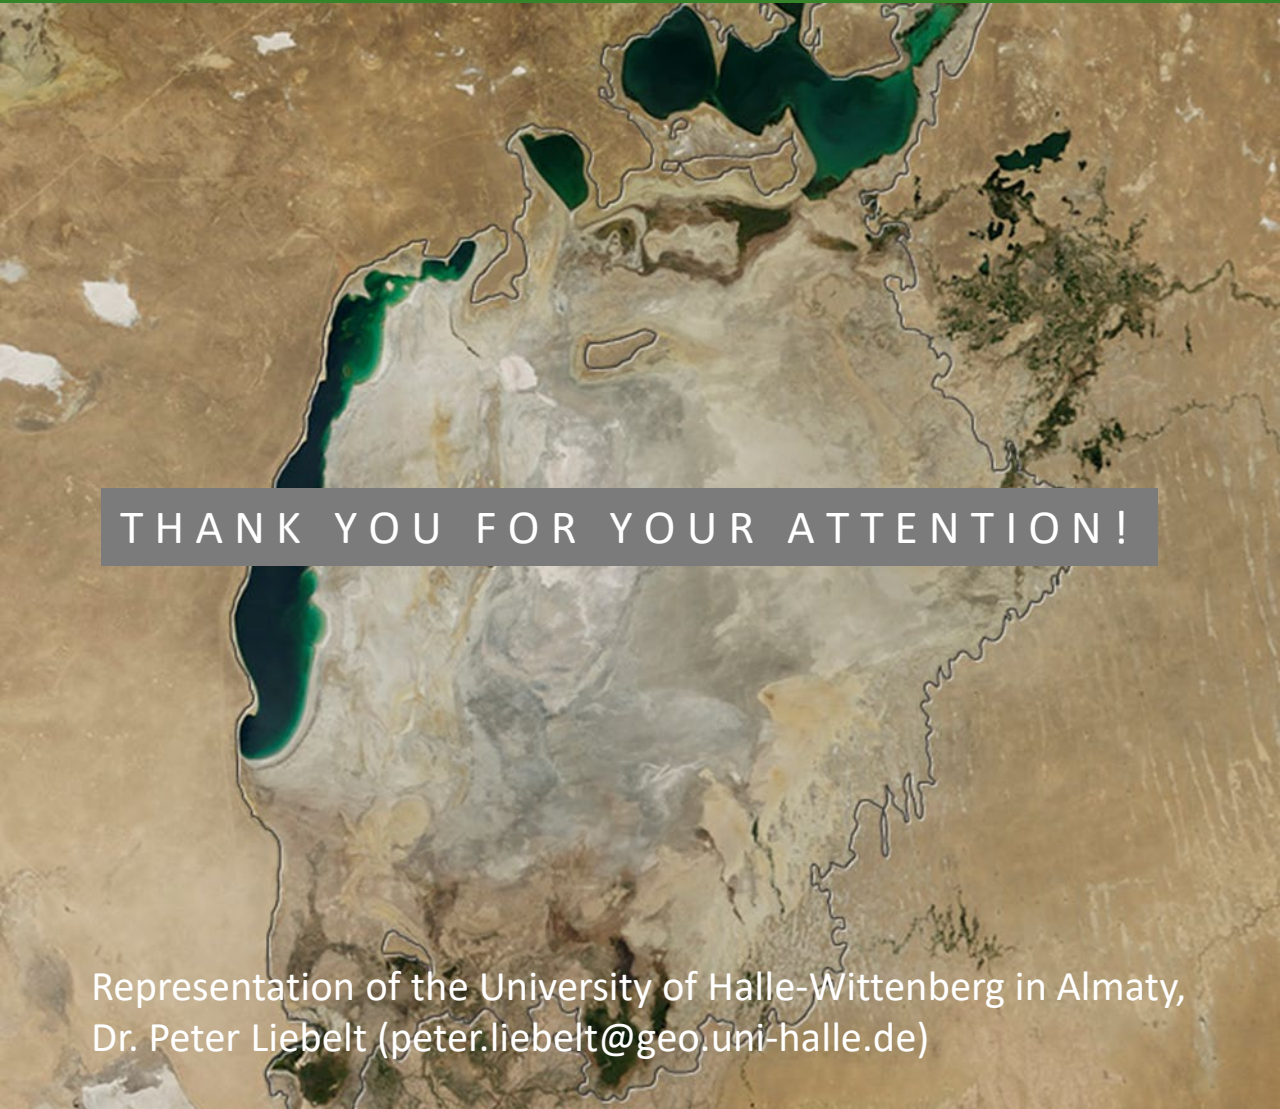 THANK YOU FOR YOUR ATTENTION!
Representation of the University of Halle-Wittenberg in Almaty,
Dr. Peter Liebelt (peter.liebelt@geo.uni-halle.de)